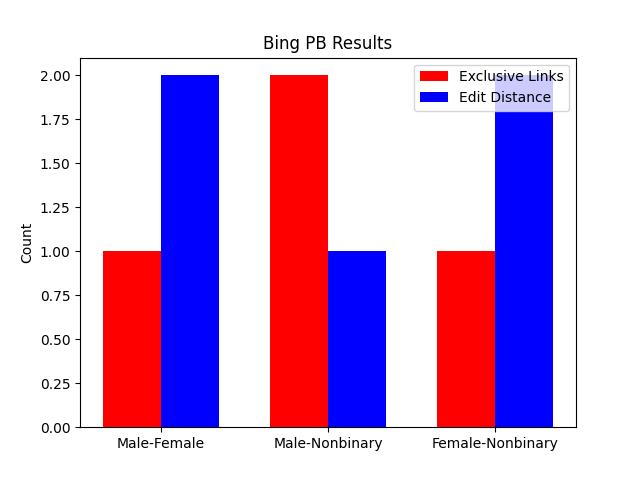 Bing PB Results
Exclusive Links
Edit Distance
2.00
1.75
1.50
1.25
1.00
0.75
0.50
0.25
0.00
Count
Male-Female
Male-Nonbinary
Female-Nonbinary